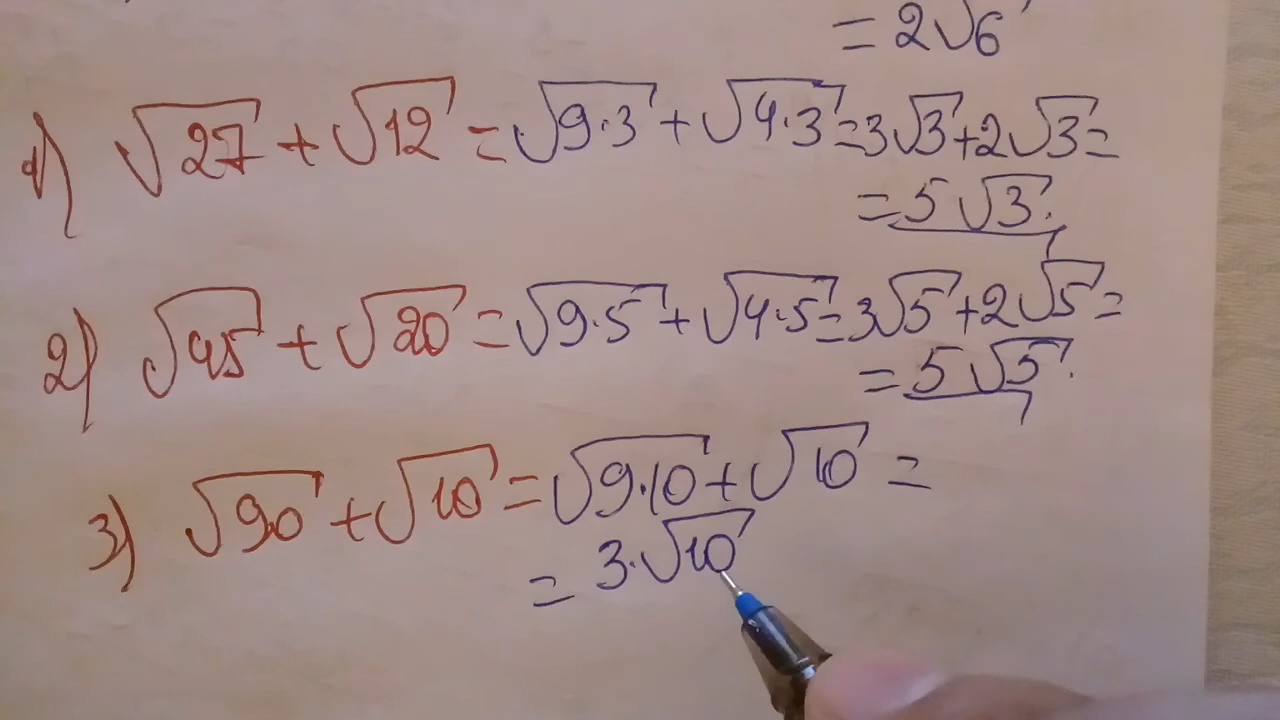 = 2√6
1) √27 + √12 = √9·3 + √4·3 = 3√3 + 2√3 =
= 5√3.
2) √45 + √20 = √9·5 + √4·5 = 3√5 + 2√5 =
= 5√5.
3) √90 + √10 = √9·10 + √10 =
= 3·√10